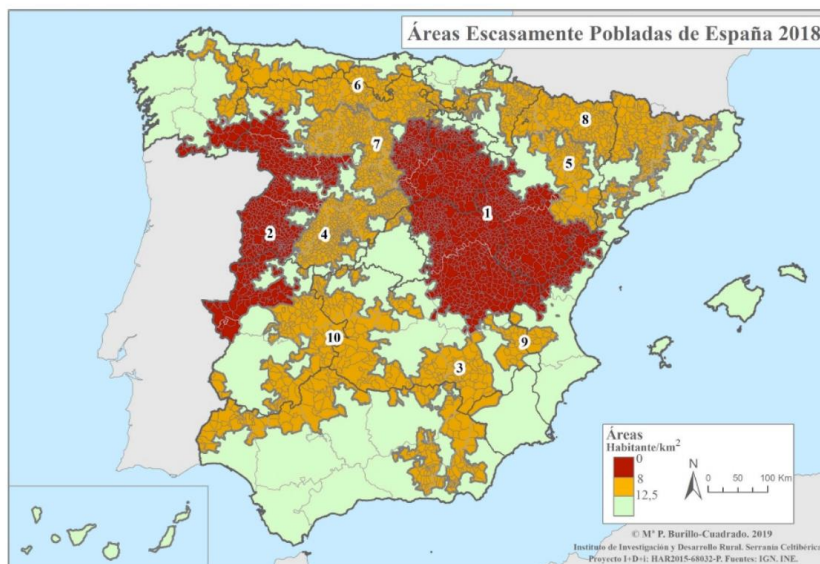 Áreas Escasamente Pobladas de España 2018
6
8
7
5
1
2
4
10
9
3
Áreas
Habitante/km²
0
8
12,5
N
0 50 100 Km
© Mª P. Burillo-Cuadrado. 2019
Instituto de Investigación y Desarrollo Rural. Serranía Celtibérica
Proyecto I+D+i: HAR2015-68032-P. Fuentes: IGN. INE.